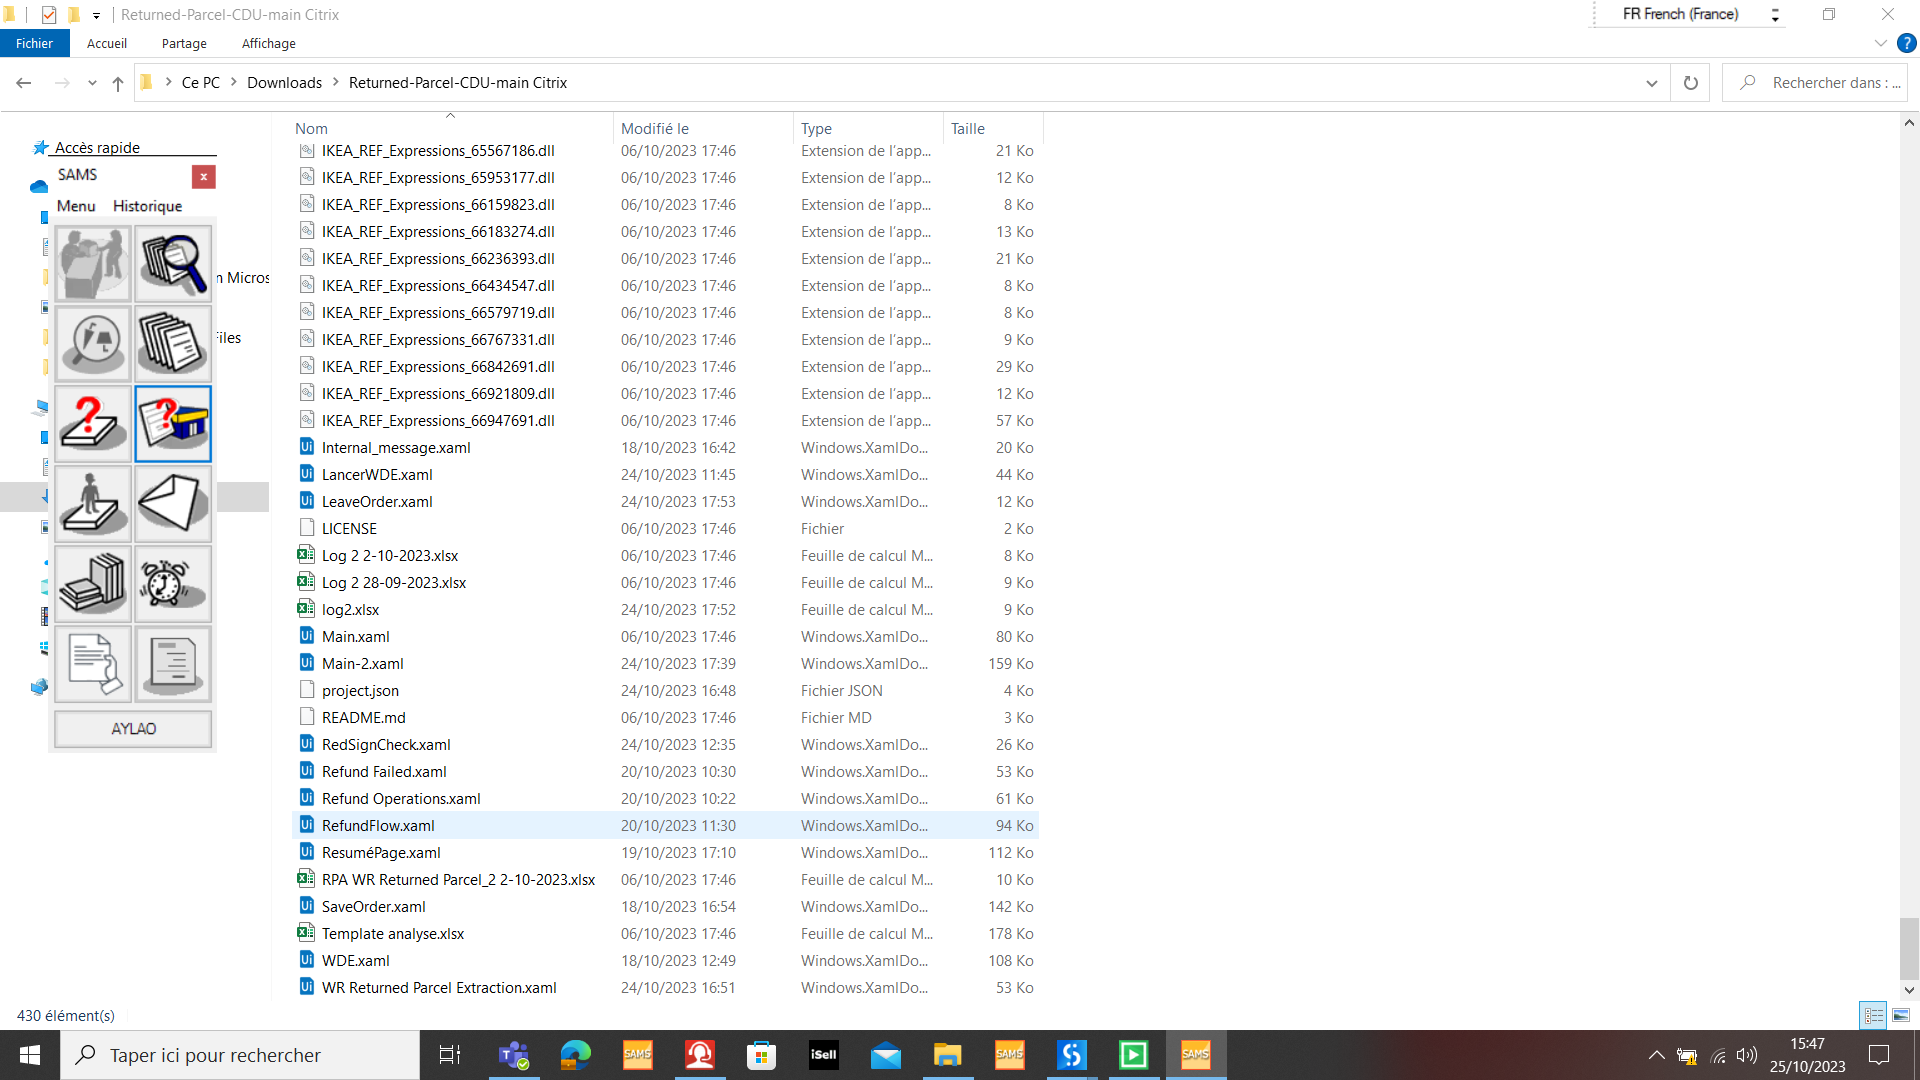 Returned-Parcel-CDU-main Citrix
FR French (France)
Fichier
Accueil
Partage
Affichage
?
Ce PC > Downloads > Returned-Parcel-CDU-main Citrix
Rechercher dans : ...
Nom Modifié le Type Taille
Accès rapide
SAMS
x
Menu Historique
m Micros
Files
AYLAO
IKEA_REF_Expressions_65567186.dll 06/10/2023 17:46 Extension de l'app... 21 Ko
IKEA_REF_Expressions_65953177.dll 06/10/2023 17:46 Extension de l'app... 12 Ko
IKEA_REF_Expressions_66159823.dll 06/10/2023 17:46 Extension de l'app... 8 Ko
IKEA_REF_Expressions_66183274.dll 06/10/2023 17:46 Extension de l'app... 13 Ko
IKEA_REF_Expressions_66236393.dll 06/10/2023 17:46 Extension de l'app... 21 Ko
IKEA_REF_Expressions_66434547.dll 06/10/2023 17:46 Extension de l'app... 8 Ko
IKEA_REF_Expressions_66579719.dll 06/10/2023 17:46 Extension de l'app... 8 Ko
IKEA_REF_Expressions_66767331.dll 06/10/2023 17:46 Extension de l'app... 9 Ko
IKEA_REF_Expressions_66842691.dll 06/10/2023 17:46 Extension de l'app... 29 Ko
IKEA_REF_Expressions_66921809.dll 06/10/2023 17:46 Extension de l'app... 12 Ko
IKEA_REF_Expressions_66947691.dll 06/10/2023 17:46 Extension de l'app... 57 Ko
Internal_message.xaml 18/10/2023 16:42 Windows.XamlDo... 20 Ko
LancerWDE.xaml 24/10/2023 11:45 Windows.XamlDo... 44 Ko
LeaveOrder.xaml 24/10/2023 17:53 Windows.XamlDo... 12 Ko
LICENSE 06/10/2023 17:46 Fichier 2 Ko
Log 2 2-10-2023.xlsx 06/10/2023 17:46 Feuille de calcul M... 8 Ko
Log 2 28-09-2023.xlsx 06/10/2023 17:46 Feuille de calcul M... 9 Ko
log2.xlsx 24/10/2023 17:52 Feuille de calcul M... 9 Ko
Main.xaml 06/10/2023 17:46 Windows.XamlDo... 80 Ko
Main-2.xaml 24/10/2023 17:39 Windows.XamlDo... 159 Ko
project.json 24/10/2023 16:48 Fichier JSON 4 Ko
README.md 06/10/2023 17:46 Fichier MD 3 Ko
RedSignCheck.xaml 24/10/2023 12:35 Windows.XamlDo... 26 Ko
Refund Failed.xaml 20/10/2023 10:30 Windows.XamlDo... 53 Ko
Refund Operations.xaml 20/10/2023 10:22 Windows.XamlDo... 61 Ko
RefundFlow.xaml 20/10/2023 11:30 Windows.XamlDo... 94 Ko
ResuméPage.xaml 19/10/2023 17:10 Windows.XamlDo... 112 Ko
RPA WR Returned Parcel_2 2-10-2023.xlsx 06/10/2023 17:46 Feuille de calcul M... 10 Ko
SaveOrder.xaml 18/10/2023 16:54 Windows.XamlDo... 142 Ko
Template analyse.xlsx 06/10/2023 17:46 Feuille de calcul M... 178 Ko
WDE.xaml 18/10/2023 12:49 Windows.XamlDo... 108 Ko
WR Returned Parcel Extraction.xaml 24/10/2023 16:51 Windows.XamlDo... 53 Ko
430 élément(s)
Taper ici pour rechercher
SAMS
iSell
SAMS
SAMS
15:47
25/10/2023